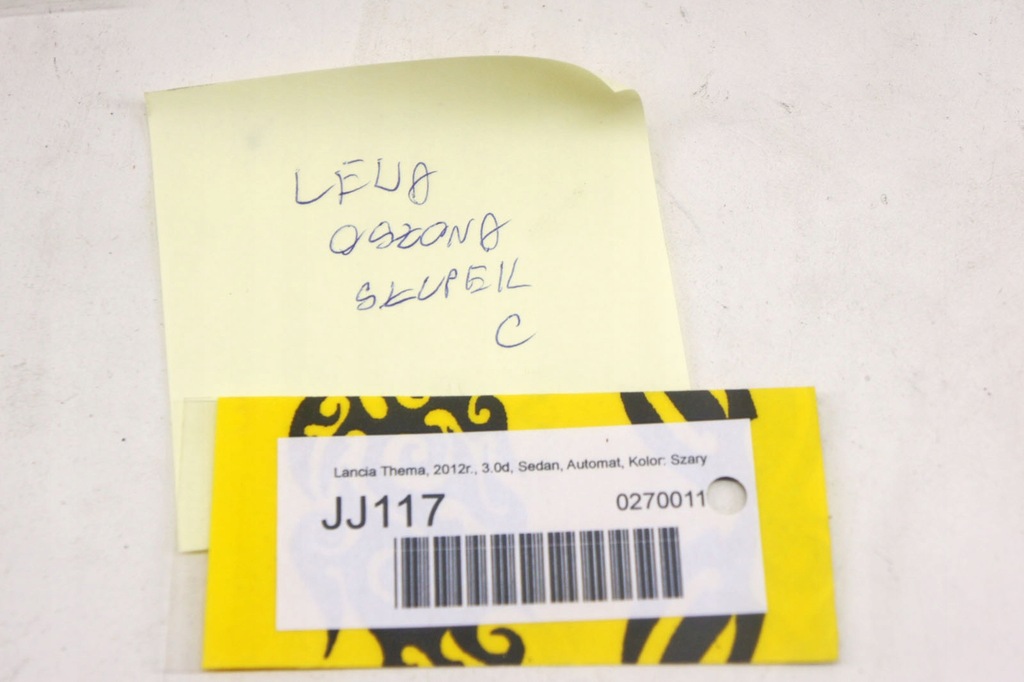 LEWA
OSŁONA
SŁUPEK
C
Lancia Thema, 2012r., 3.0d, Sedan, Automat, Kolor: Szary
JJ117
0270011